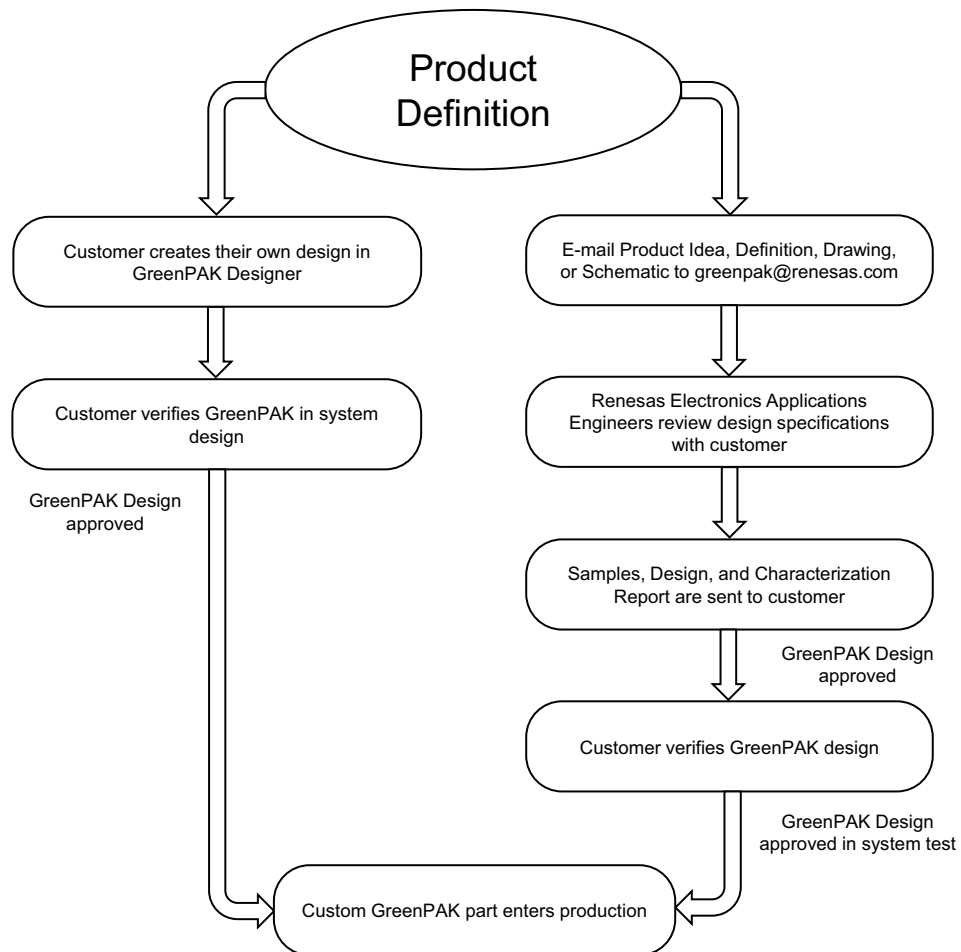 Product
Definition
Customer creates their own design in
GreenPAK Designer
Customer verifies GreenPAK in system
design
GreenPAK Design
approved
E-mail Product Idea, Definition, Drawing,
or Schematic to greenpak@renesas.com
Renesas Electronics Applications
Engineers review design specifications
with customer
Samples, Design, and Characterization
Report are sent to customer
GreenPAK Design
approved
Customer verifies GreenPAK design
GreenPAK Design
approved in system test
Custom GreenPAK part enters production